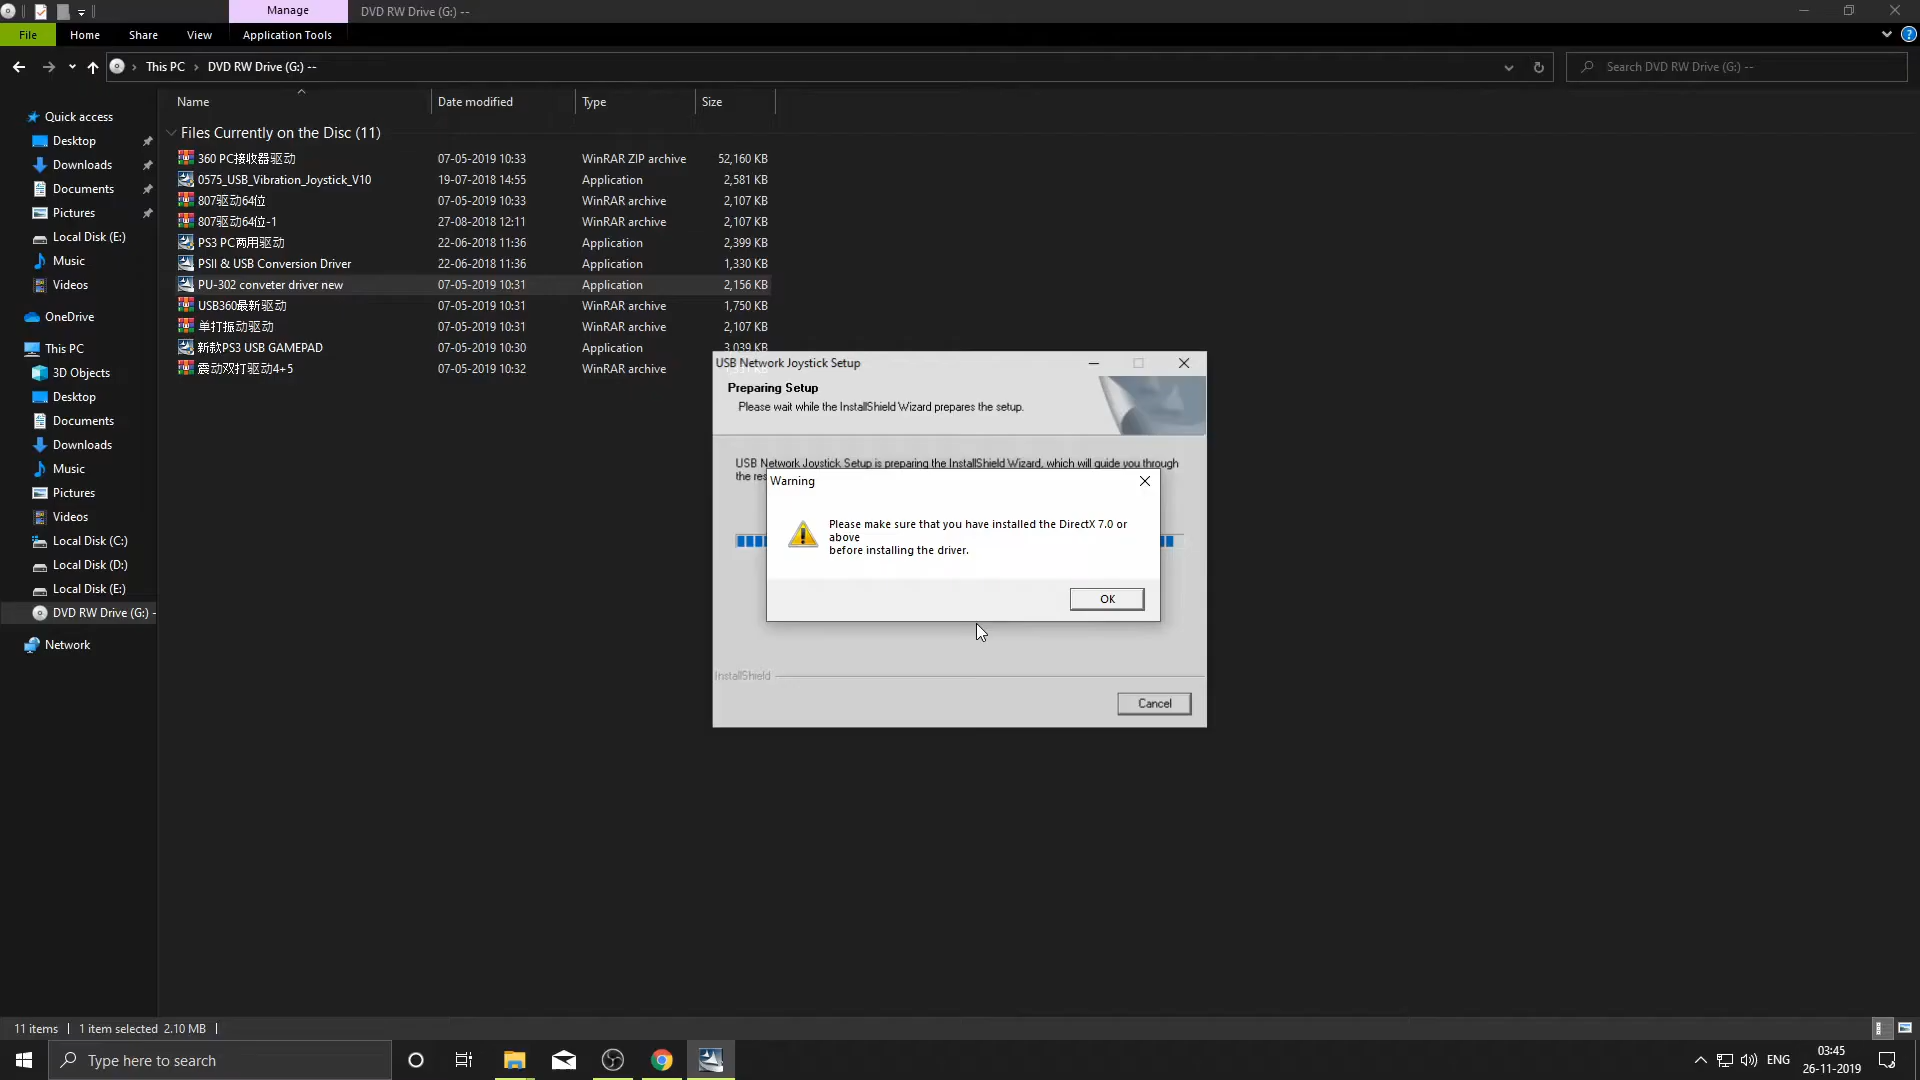 Manage
DVD RW Drive (G:) --
File
Home
Share
View
Application Tools
This PC
DVD RW Drive (G:) --
Search DVD RW Drive (G:) --
Name
Date modified
Type
Size
Files Currently on the Disc (11)
360 PC接收器驱动 07-05-2019 10:33 WinRAR ZIP archive 52,160 KB
0575_USB_Vibration_Joystick_V10 19-07-2018 14:55 Application 2,581 KB
807驱动64位 07-05-2019 10:33 WinRAR archive 2,107 KB
807驱动64位-1 27-08-2018 12:11 WinRAR archive 2,107 KB
PS3 PC两用驱动 22-06-2018 11:36 Application 2,399 KB
PSII & USB Conversion Driver 22-06-2018 11:36 Application 1,330 KB
PU-302 conveter driver new 07-05-2019 10:31 Application 2,156 KB
USB360最新驱动 07-05-2019 10:31 WinRAR archive 1,750 KB
单打振动驱动 07-05-2019 10:31 WinRAR archive 2,107 KB
新款PS3 USB GAMEPAD 07-05-2019 10:30 Application 3,039 KB
震动双打驱动4+5 07-05-2019 10:32 WinRAR archive
Quick access
Desktop
Downloads
Documents
Pictures
Local Disk (E:)
Music
Videos
OneDrive
This PC
3D Objects
Desktop
Documents
Downloads
Music
Pictures
Videos
Local Disk (C:)
Local Disk (D:)
Local Disk (E:)
DVD RW Drive (G:) -
Network
USB Network Joystick Setup
Preparing Setup
Please wait while the InstallShield Wizard prepares the setup.
USB Network Joystick Setup is preparing the InstallShield Wizard, which will guide you through
the res
Warning
Please make sure that you have installed the DirectX 7.0 or
above
before installing the driver.
OK
InstallShield
Cancel
11 items
1 item selected 2.10 MB
Type here to search
ENG
03:45
26-11-2019